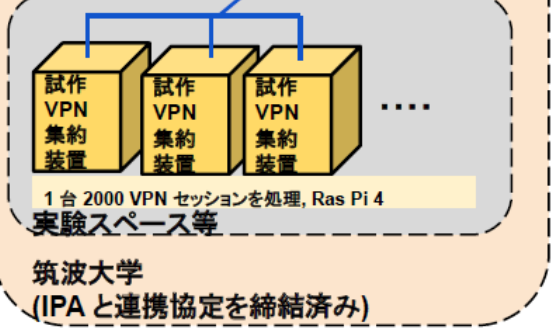 試作
VPN
集約
装置
試作
VPN
集約
装置
試作
VPN
集約
装置
....
1 台 2000 VPN セッションを処理, Ras Pi 4
実験スペース等
筑波大学
(IPA と連携協定を締結済み)